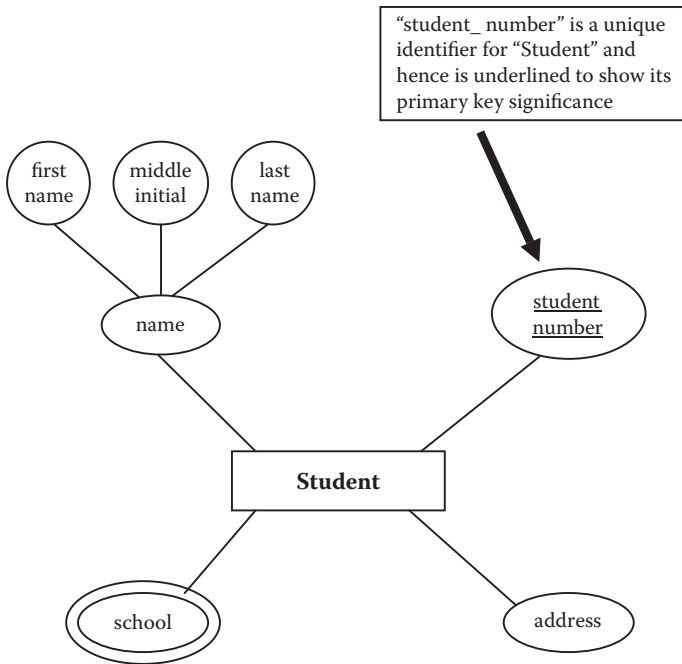 “student_ number” is a unique
identifier for “Student” and
hence is underlined to show its
primary key significance
first
name
middle
initial
last
name
name
student
number
Student
school
address